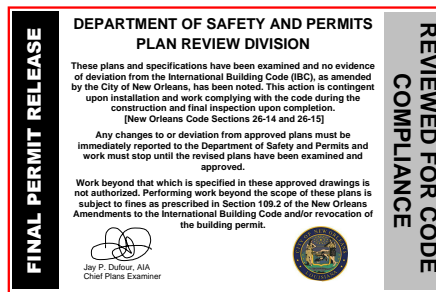 FINAL PERMIT RELEASE
DEPARTMENT OF SAFETY AND PERMITS
PLAN REVIEW DIVISION
These plans and specifications have been examined and no evidence
of deviation from the International Building Code (IBC), as amended
by the City of New Orleans, has been noted. This action is contingent
upon installation and work complying with the code during the
construction and final inspection upon completion.
[New Orleans Code Sections 26-14 and 26-15]
Any changes to or deviation from approved plans must be
immediately reported to the Department of Safety and Permits and
work must stop until the revised plans have been examined and
approved.
Work beyond that which is specified in these approved drawings is
not authorized. Performing work beyond the scope of these plans is
subject to fines as prescribed in Section 109.2 of the New Orleans
Amendments to the International Building Code and/or revocation of
the building permit.
Jay P. Dufour, AIA
Chief Plans Examiner
CITY OF NEW ORLEANS
LOUISIANA
REVIEWED FOR CODE
COMPLIANCE